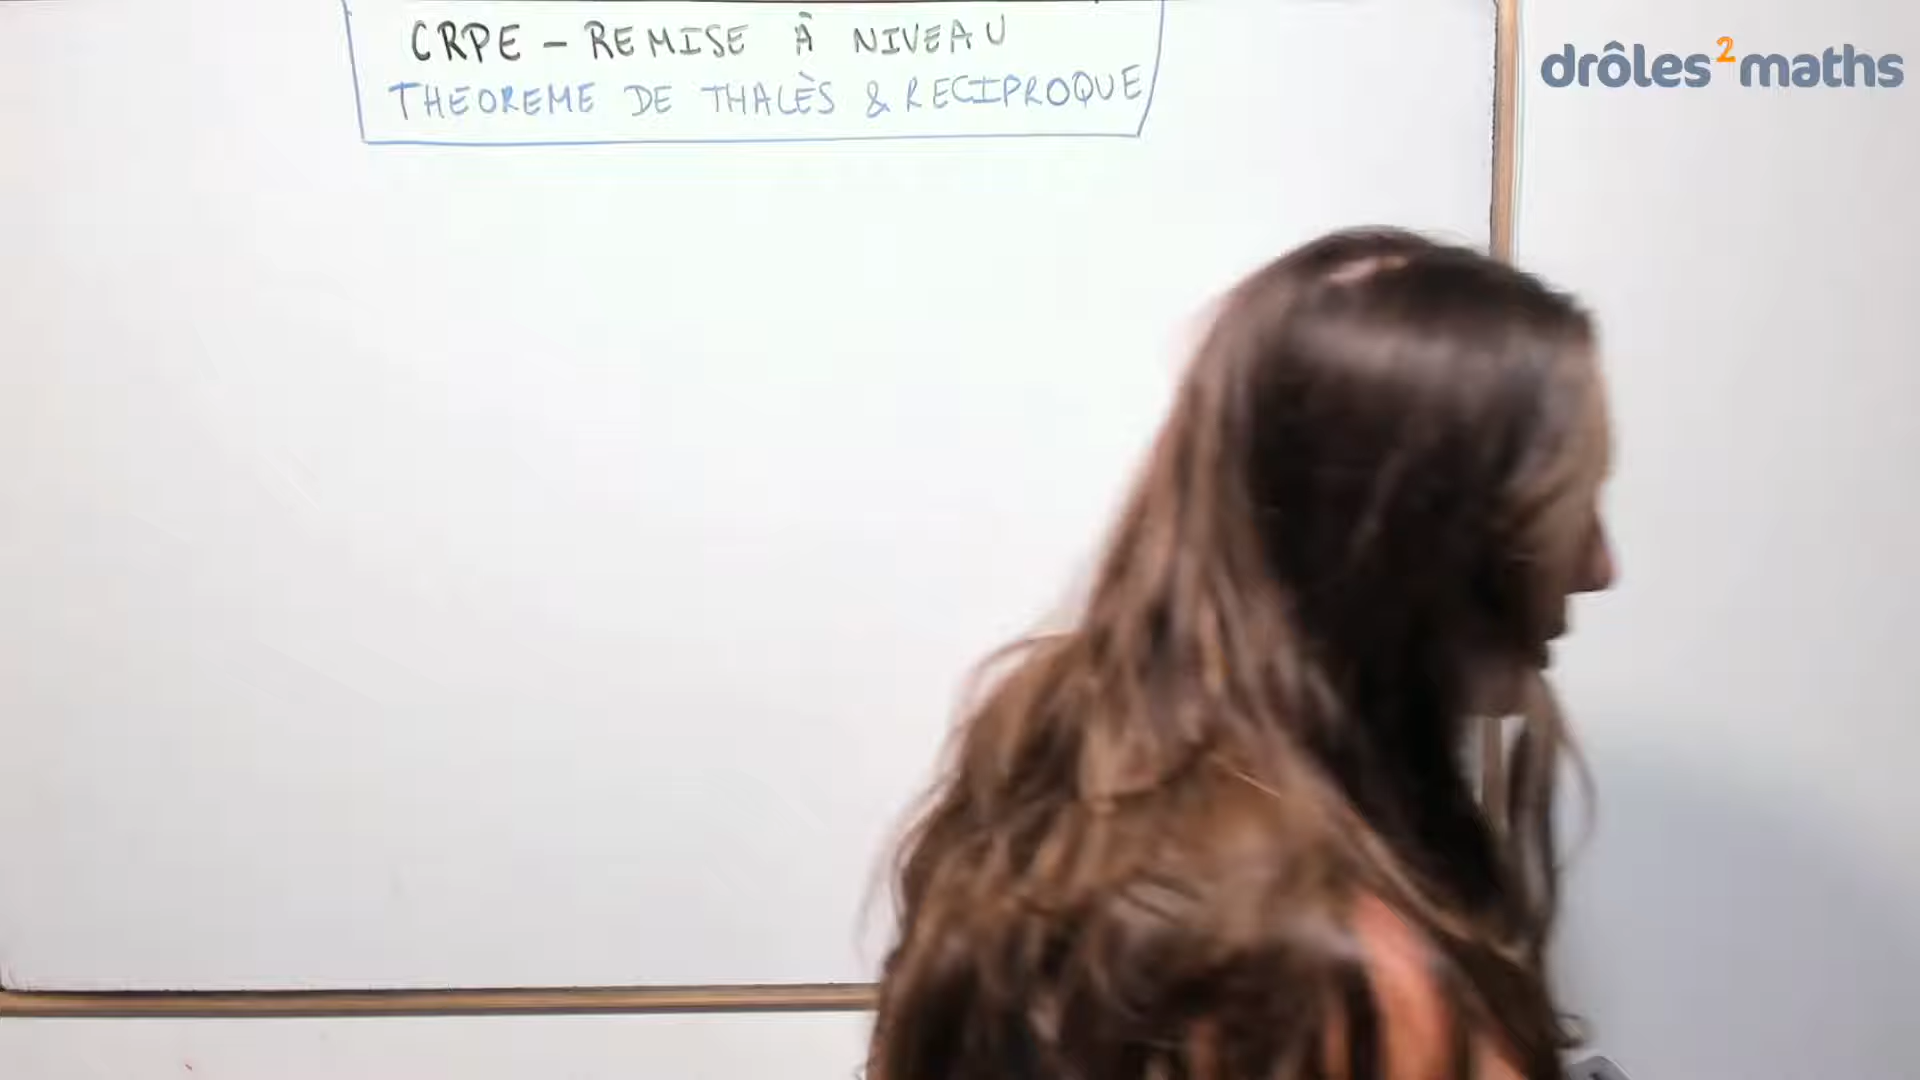 CRPE - REMISE À NIVEAU
THEOREME DE THALÈS & RECIPROQUE
drôles²maths